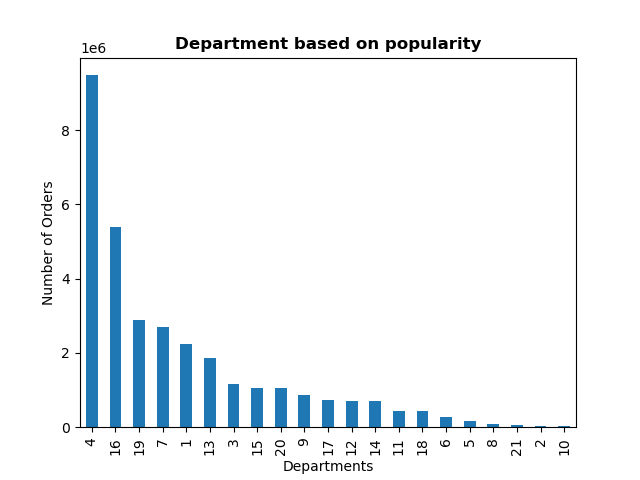 Department based on popularity
1e6
8
6
4
2
0
Number of Orders
4 16 19 7 1 13 3 15 20 9 17 12 14 11 18 6 5 8 21 2 10
Departments